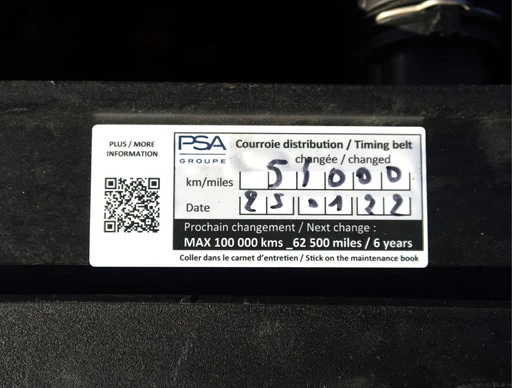 PLUS / MORE
INFORMATION
PSA
GROUPE
Courroie distribution / Timing belt
changée / changed
km/miles 51000
Date 25.01.22
Prochain changement / Next change :
MAX 100 000 kms _62 500 miles / 6 years
Coller dans le carnet d'entretien / Stick on the maintenance book